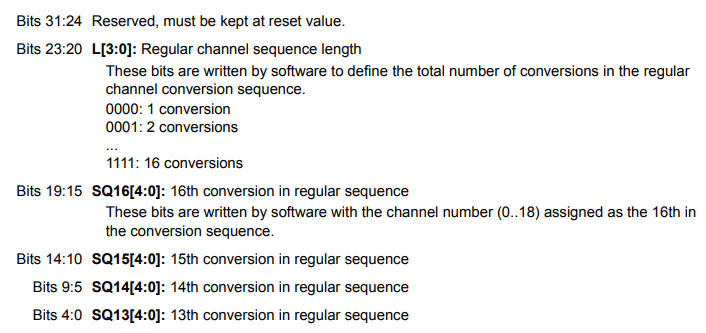 Bits 31:24 Reserved, must be kept at reset value.
Bits 23:20 L[3:0]: Regular channel sequence length
These bits are written by software to define the total number of conversions in the regular
channel conversion sequence.
0000: 1 conversion
0001: 2 conversions
...
1111: 16 conversions
Bits 19:15 SQ16[4:0]: 16th conversion in regular sequence
These bits are written by software with the channel number (0..18) assigned as the 16th in
the conversion sequence.
Bits 14:10 SQ15[4:0]: 15th conversion in regular sequence
Bits 9:5 SQ14[4:0]: 14th conversion in regular sequence
Bits 4:0 SQ13[4:0]: 13th conversion in regular sequence